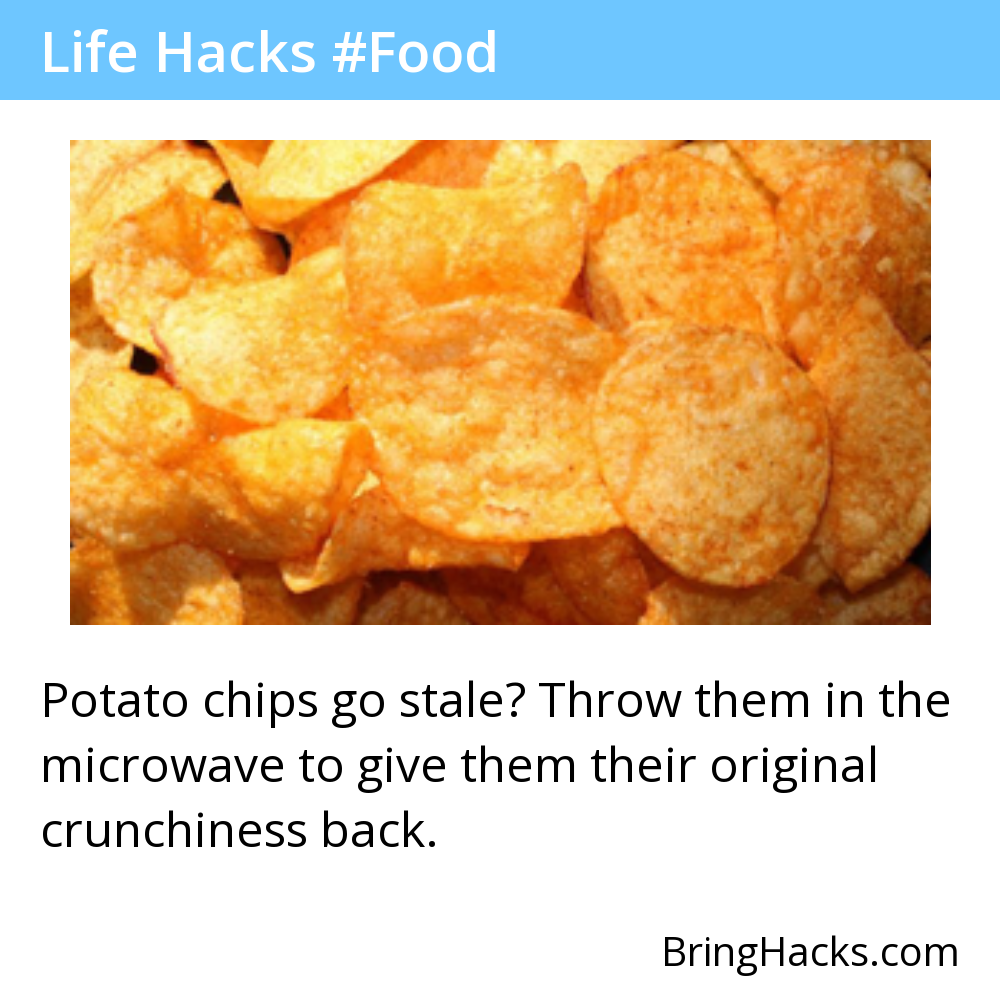 Life Hacks #Food
Potato chips go stale? Throw them in the
microwave to give them their original
crunchiness back.
BringHacks.com